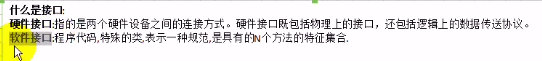 什么是接口:
硬件接口:指的是两个硬件设备之间的连接方式。硬件接口既包括物理上的接口，还包括逻辑上的数据传送协议。
软件接口:程序代码,特殊的类,表示一种规范,是具有的N个方法的特征集合.